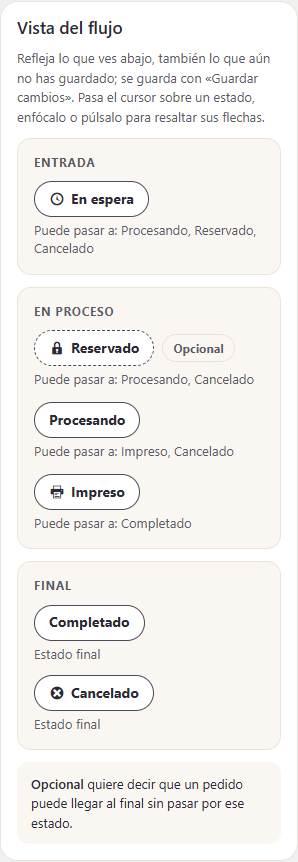 Vista del flujo
Refleja lo que ves abajo, también lo que aún
no has guardado; se guarda con «Guardar
cambios». Pasa el cursor sobre un estado,
enfócalo o púlsalo para resaltar sus flechas.
ENTRADA
En espera
Puede pasar a: Procesando, Reservado,
Cancelado
EN PROCESO
Reservado Opcional
Puede pasar a: Procesando, Cancelado
Procesando
Puede pasar a: Impreso, Cancelado
Impreso
Puede pasar a: Completado
FINAL
Completado
Estado final
Cancelado
Estado final
Opcional quiere decir que un pedido
puede llegar al final sin pasar por ese
estado.